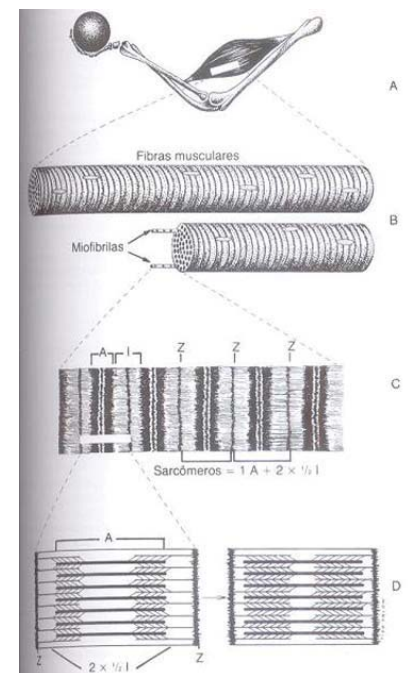 A
Fibras musculares
B
Miofibrilas
A I Z Z Z
C
Sarcómeros = 1 A + 2 × ½ I
A
D
Z Z
2 × ½ I